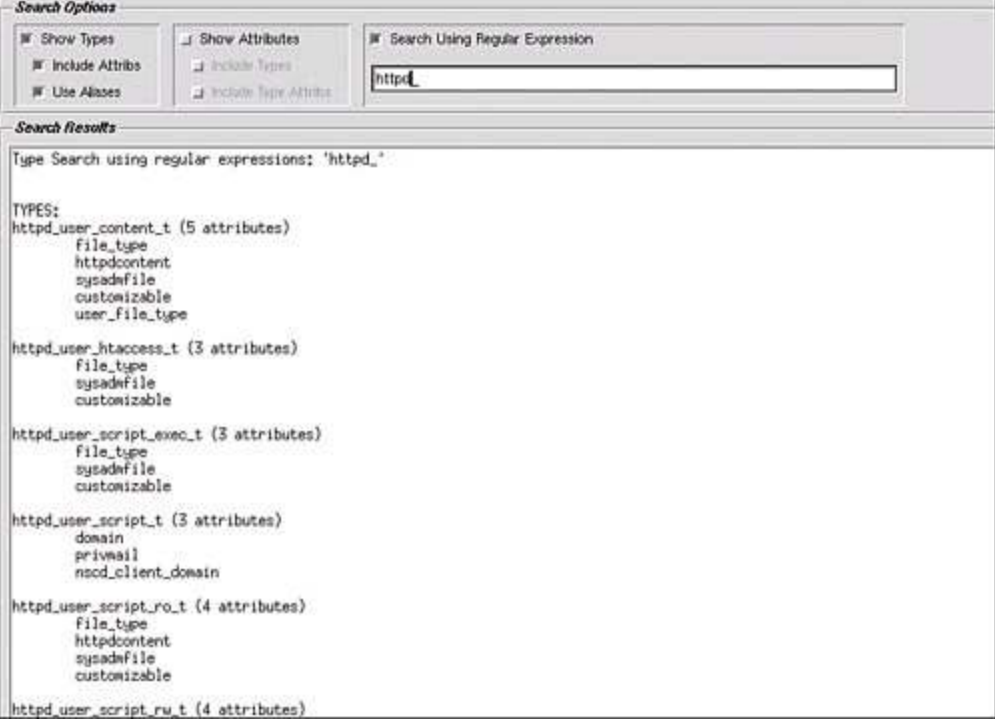 Search Options
Show Types
Include Attribs
Use Aliases
Show Attributes
Include Types
Include Type Attribs
Search Using Regular Expression
httpd_
Search Results
Type Search using regular expressions: 'httpd_'
TYPES:
httpd_user_content_t (5 attributes)
file_type
httpdcontent
sysadmfile
customizable
user_file_type
httpd_user_htaccess_t (3 attributes)
file_type
sysadmfile
customizable
httpd_user_script_exec_t (3 attributes)
file_type
sysadmfile
customizable
httpd_user_script_t (3 attributes)
domain
privmail
nscd_client_domain
httpd_user_script_ro_t (4 attributes)
file_type
httpdcontent
sysadmfile
customizable
httpd_user_script_rw_t (4 attributes)